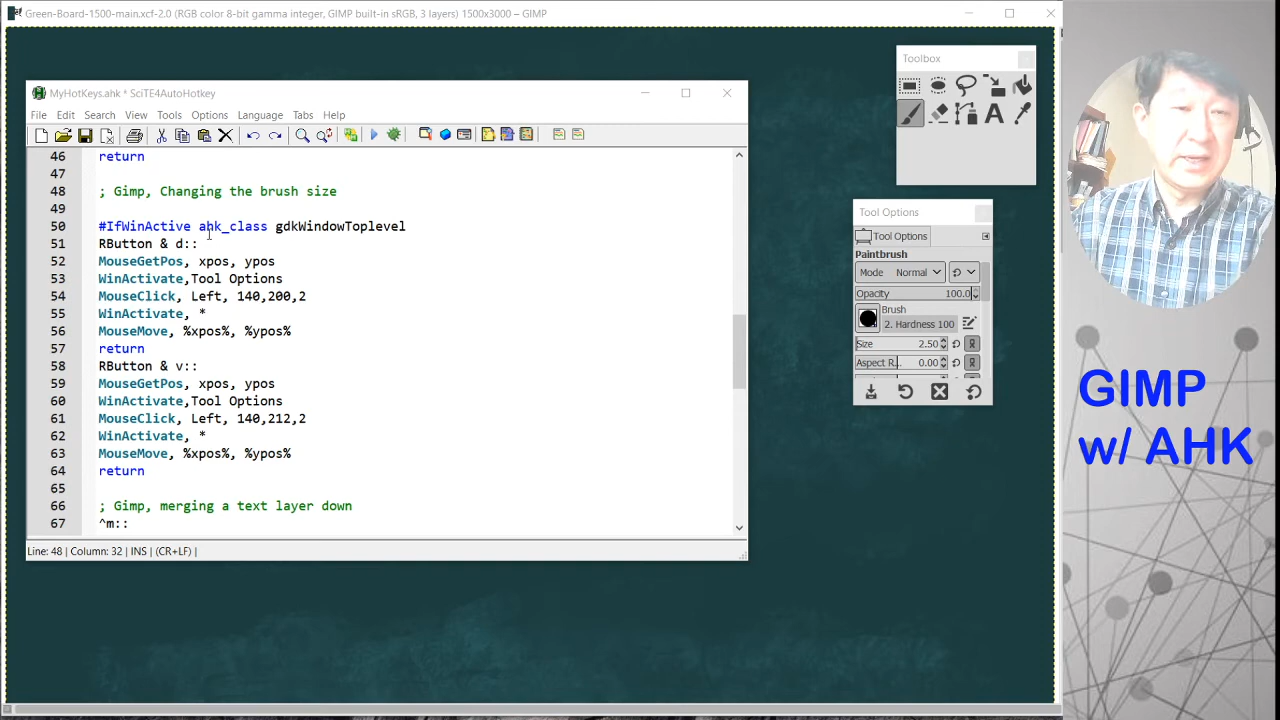 Green-Board-1500-main.xcf-2.0 (RGB color 8-bit gamma integer, GIMP built-in sRGB, 3 layers) 1500x3000 – GIMP
Toolbox
MyHotKeys.ahk * SciTE4AutoHotkey
File Edit Search View Tools Options Language Tabs Help
46 return
47
48 ; Gimp, Changing the brush size
49
50 #IfWinActive ahk_class gdkWindowToplevel
51 RButton & d::
52 MouseGetPos, xpos, ypos
53 WinActivate,Tool Options
54 MouseClick, Left, 140,200,2
55 WinActivate, *
56 MouseMove, %xpos%, %ypos%
57 return
58 RButton & v::
59 MouseGetPos, xpos, ypos
60 WinActivate,Tool Options
61 MouseClick, Left, 140,212,2
62 WinActivate, *
63 MouseMove, %xpos%, %ypos%
64 return
65
66 ; Gimp, merging a text layer down
67 ^m::
Line: 48 | Column: 32 | INS | (CR+LF) |
Tool Options
Tool Options
Paintbrush
Mode Normal
Opacity 100.0
Brush
2. Hardness 100
Size 2.50
Aspect R... 0.00
GIMP
w/ AHK